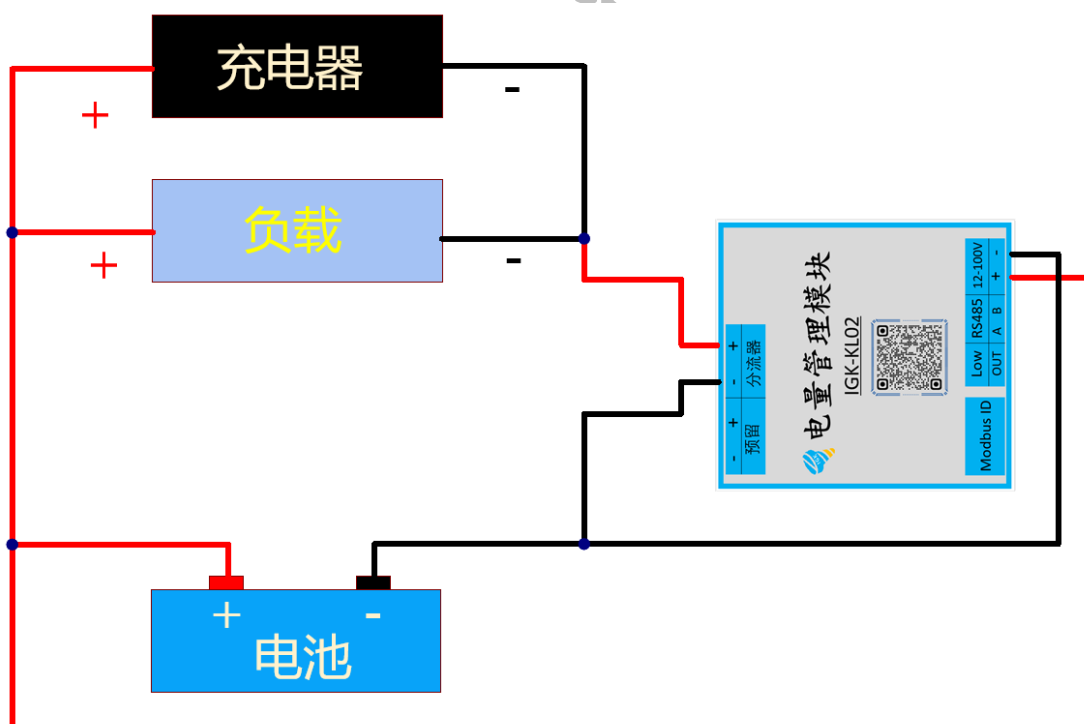 充电器
+
-
负载
+
-
电量管理模块
IGK-KL02
+
-
分流器
+
-
预留
12-100V
-
+
RS485
A
B
Low
OUT
Modbus ID
+
-
电池